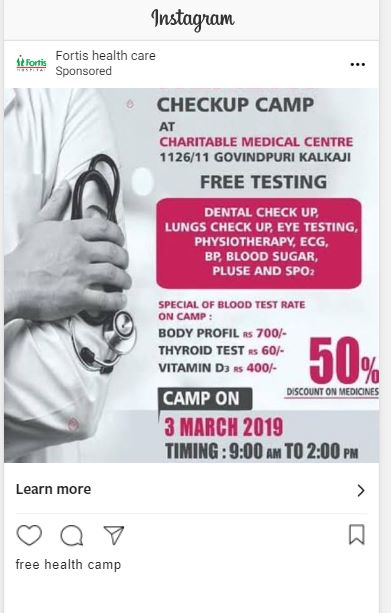 Instagram
Fortis
HOSPITAL
Fortis health care
Sponsored
CHECKUP CAMP
AT
CHARITABLE MEDICAL CENTRE
1126/11 GOVINDPURI KALKAJI
FREE TESTING
DENTAL CHECK UP,
LUNGS CHECK UP, EYE TESTING,
PHYSIOTHERAPY, ECG,
BP, BLOOD SUGAR,
PLUSE AND SPO2
SPECIAL OF BLOOD TEST RATE
ON CAMP :
BODY PROFIL RS 700/-
THYROID TEST RS 60/-
VITAMIN D3 RS 400/-
50%
DISCOUNT ON MEDICINES
CAMP ON
3 MARCH 2019
TIMING : 9:00 AM TO 2:00 PM
Learn more
free health camp